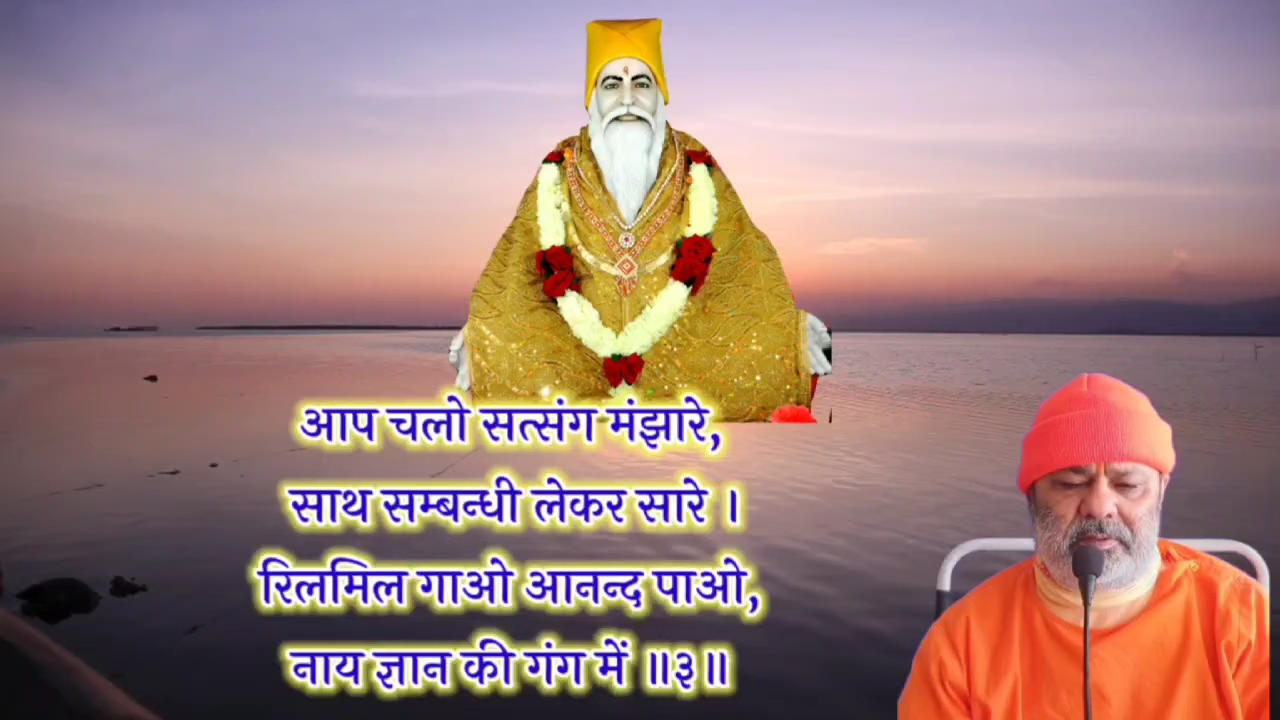 आप चलो सत्संग मंझारे,
साथ सम्बन्धी लेकर सारे ।
रिलमिल गाओ आनन्द पाओ,
नाय ज्ञान की गंग में ॥३॥